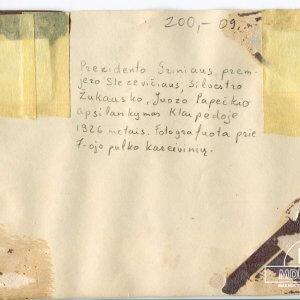 200,- 09.
Prezidento Griniaus, prem-
jero Sleževičiaus, Silvestro
Žukausko, Juozo Papečkio
apsilankymas Klaipėdoje
1926 metais. Fotografuota prie
7-ojo pulko kareivinių.